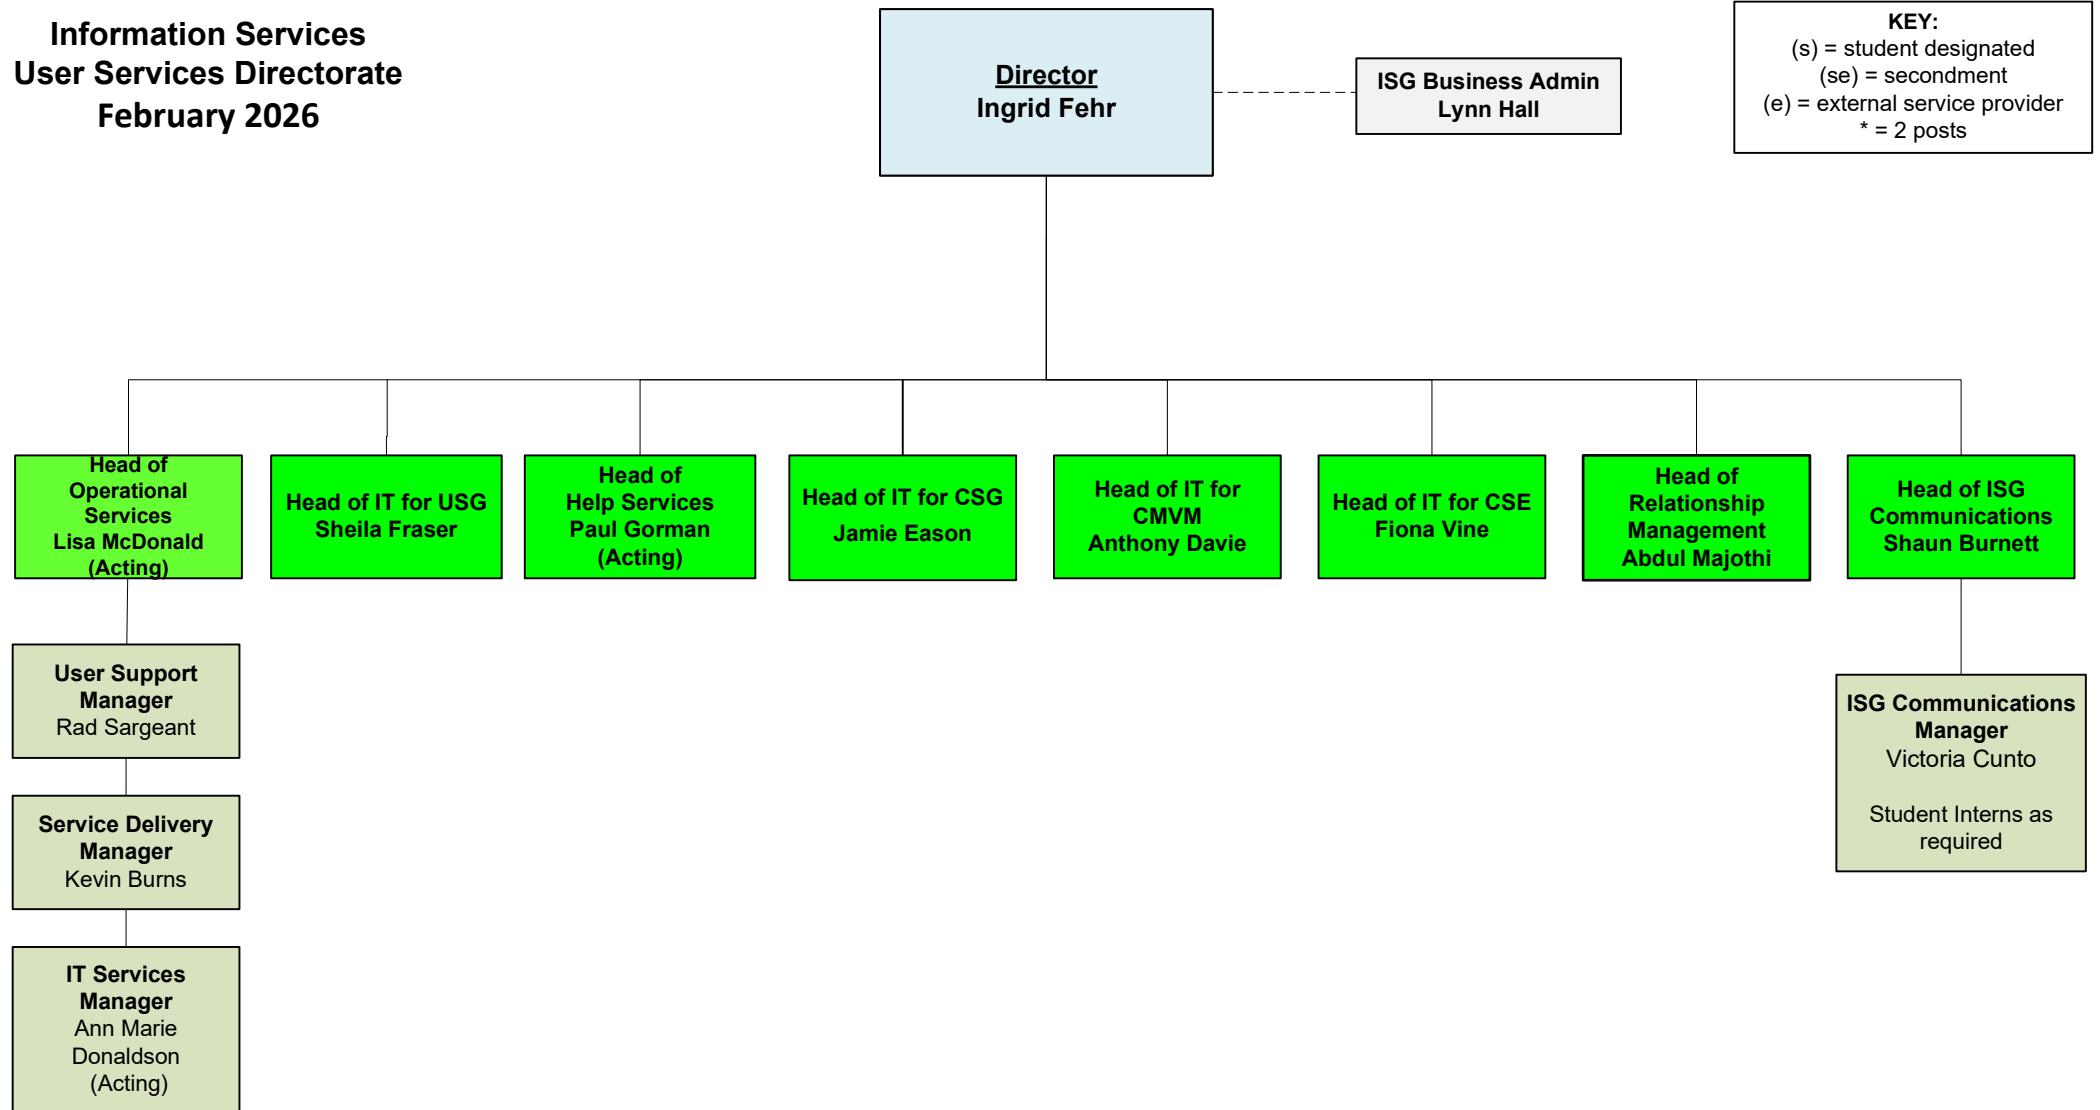 Information Services
User Services Directorate
February 2026
Director
Ingrid Fehr
ISG Business Admin
Lynn Hall
KEY:
(s) = student designated
(se) = secondment
(e) = external service provider
* = 2 posts
Head of
Operational
Services
Lisa McDonald
(Acting)
Head of IT for USG
Sheila Fraser
Head of
Help Services
Paul Gorman
(Acting)
Head of IT for CSG
Jamie Eason
Head of IT for
CMVM
Anthony Davie
Head of IT for CSE
Fiona Vine
Head of
Relationship
Management
Abdul Majothi
Head of ISG
Communications
Shaun Burnett
User Support
Manager
Rad Sargeant
Service Delivery
Manager
Kevin Burns
IT Services
Manager
Ann Marie
Donaldson
(Acting)
ISG Communications
Manager
Victoria Cunto
Student Interns as
required